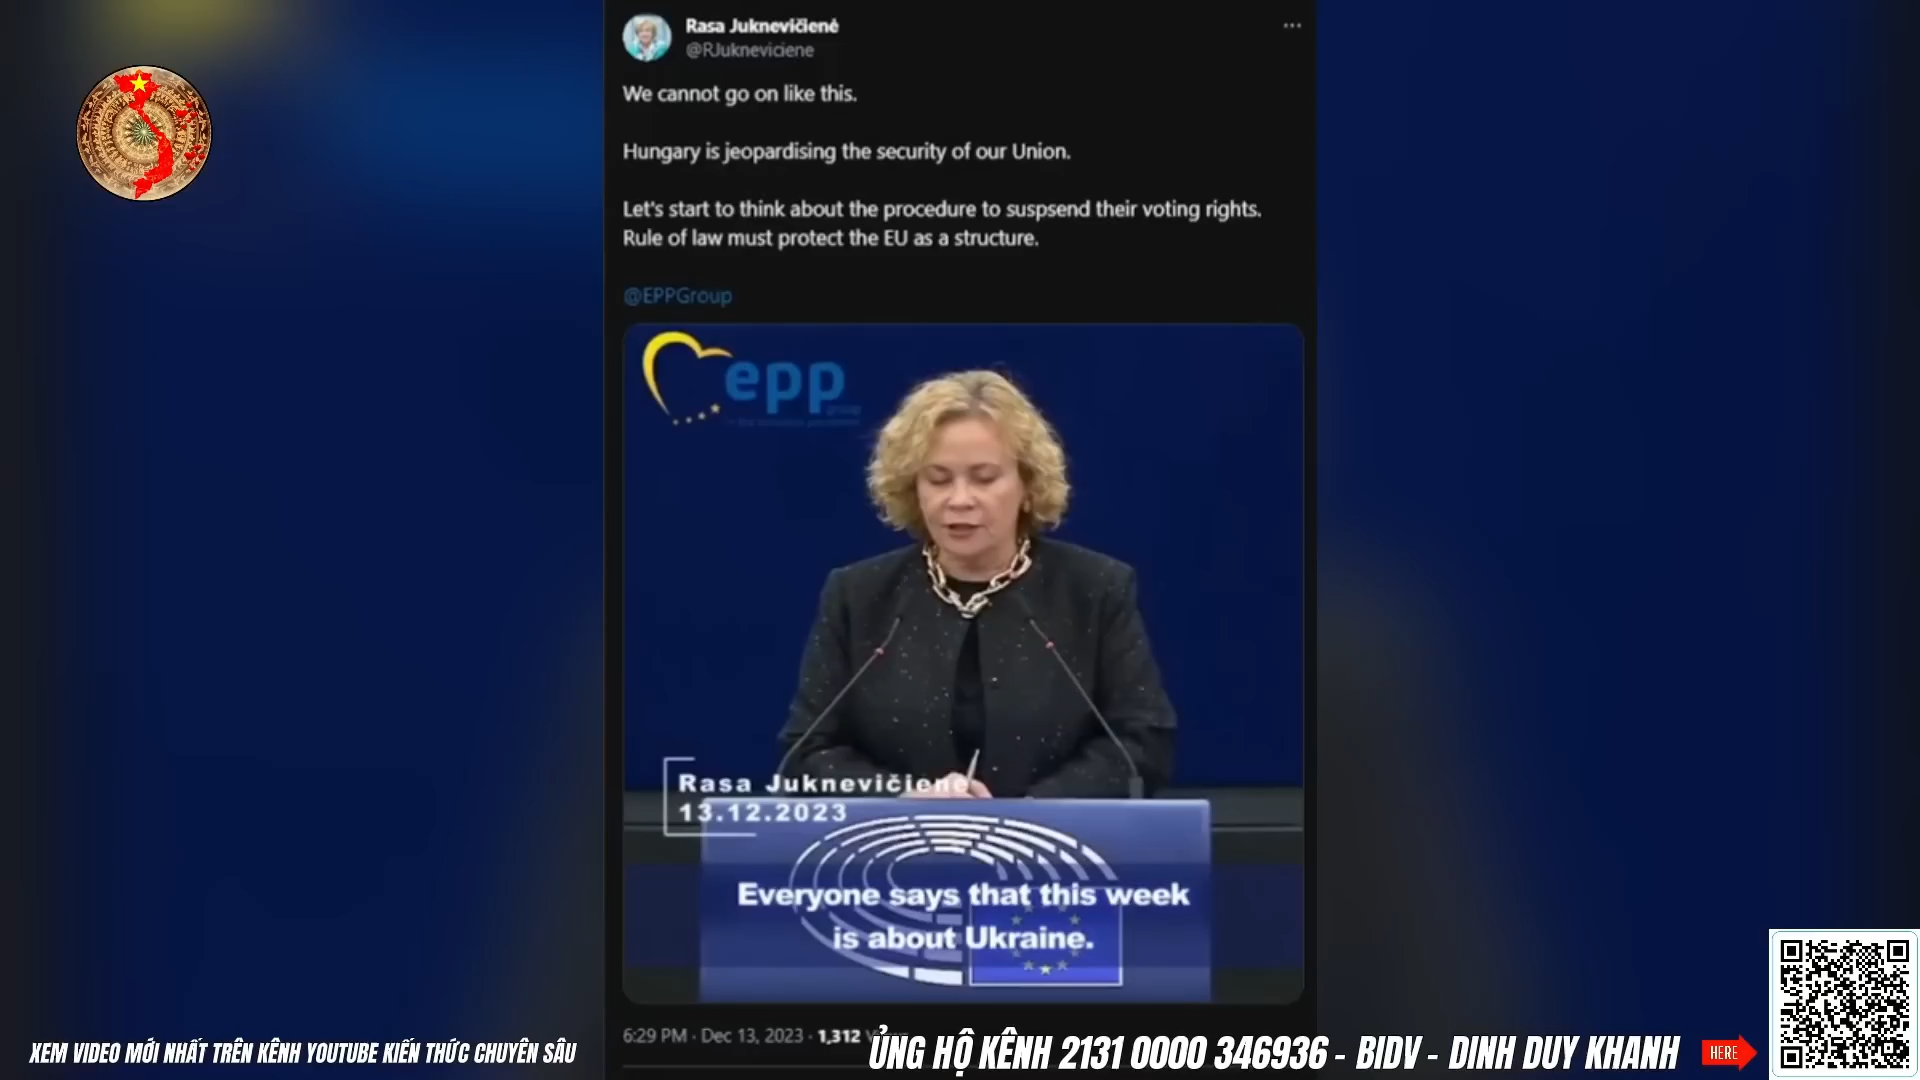 Rasa Juknevičienė
@RJukneviciene
We cannot go on like this.
Hungary is jeopardising the security of our Union.
Let's start to think about the procedure to suspsend their voting rights.
Rule of law must protect the EU as a structure.
@EPPGroup
epp
Rasa Juknevičienė
13.12.2023
Everyone says that this week
is about Ukraine.
6:29 PM · Dec 13, 2023 · 1,312
XEM VIDEO MỚI NHẤT TRÊN KÊNH YOUTUBE KIẾN THỨC CHUYÊN SÂU
ỦNG HỘ KÊNH 2131 0000 346936 - BIDV - DINH DUY KHANH
HERE